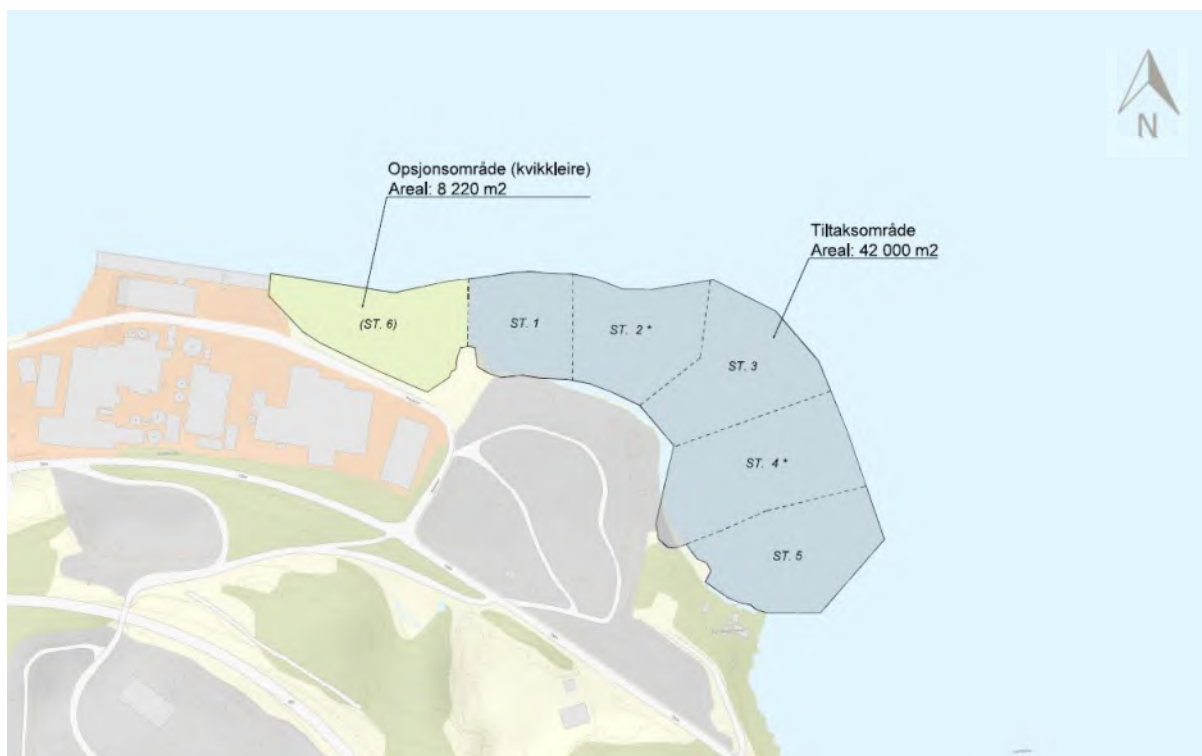 N
Opsjonsområde (kvikkleire)
Areal: 8 220 m2
Tiltaksområde
Areal: 42 000 m2
(ST. 6)
ST. 1
ST. 2 *
ST. 3
ST. 4 *
ST. 5